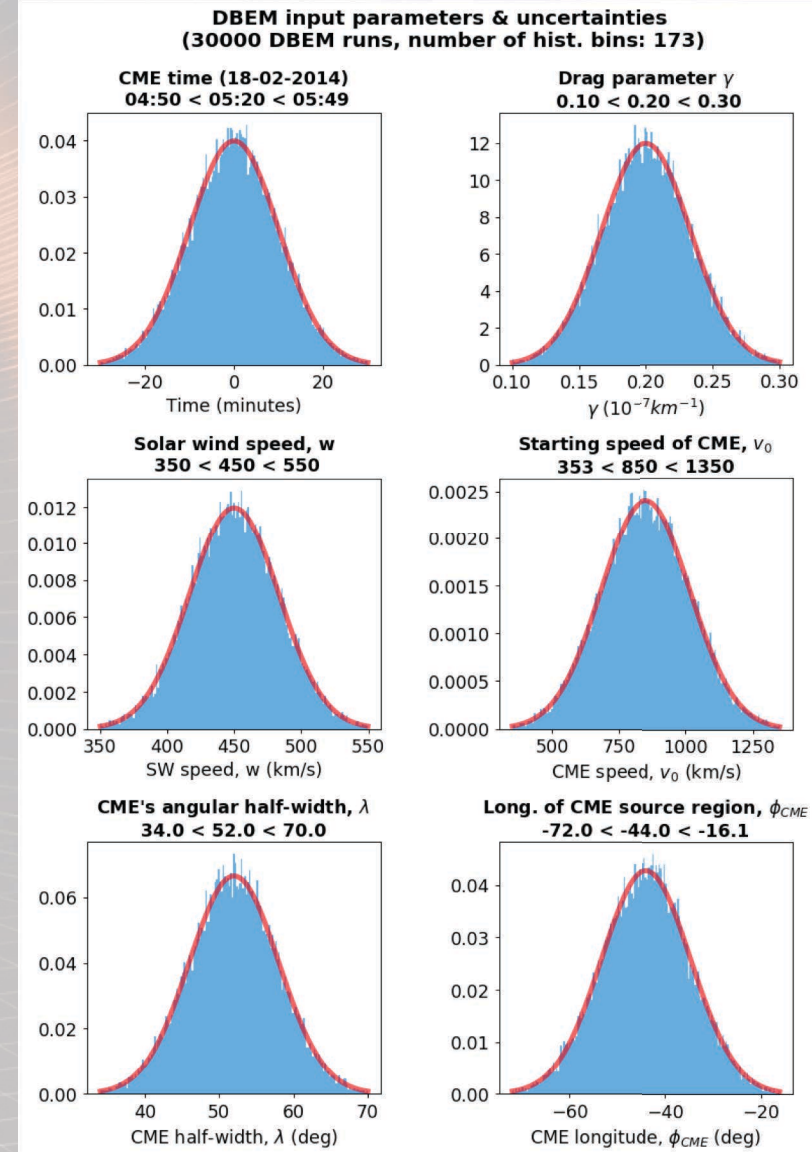 DBEM input parameters & uncertainties
(30000 DBEM runs, number of hist. bins: 173)
CME time (18-02-2014)
04:50 < 05:20 < 05:49
0.04
0.03
0.02
0.01
0.00
−20 0 20
Time (minutes)
Drag parameter γ
0.10 < 0.20 < 0.30
12
10
8
6
4
2
0
0.10 0.15 0.20 0.25 0.30
γ (10⁻⁷km⁻¹)
Solar wind speed, w
350 < 450 < 550
0.012
0.010
0.008
0.006
0.004
0.002
0.000
350 400 450 500 550
SW speed, w (km/s)
Starting speed of CME, v₀
353 < 850 < 1350
0.0025
0.0020
0.0015
0.0010
0.0005
0.0000
500 750 1000 1250
CME speed, v₀ (km/s)
CME's angular half-width, λ
34.0 < 52.0 < 70.0
0.06
0.04
0.02
0.00
40 50 60 70
CME half-width, λ (deg)
Long. of CME source region, ϕCME
-72.0 < -44.0 < -16.1
0.04
0.03
0.02
0.01
0.00
−60 −40 −20
CME longitude, ϕCME (deg)